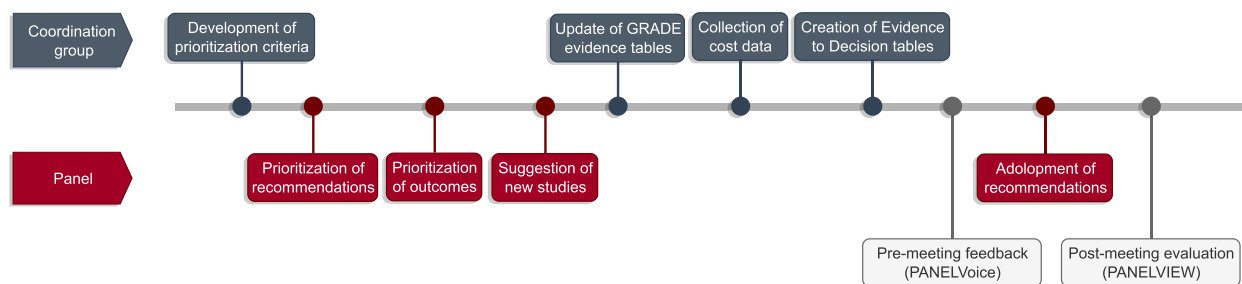 Coordination
group
Development of
prioritization criteria
Update of GRADE
evidence tables
Collection of
cost data
Creation of Evidence
to Decision tables
Panel
Prioritization of
recommendations
Prioritization
of outcomes
Suggestion of
new studies
Adolopment of
recommendations
Pre-meeting feedback
(PANELVoice)
Post-meeting evaluation
(PANELVIEW)